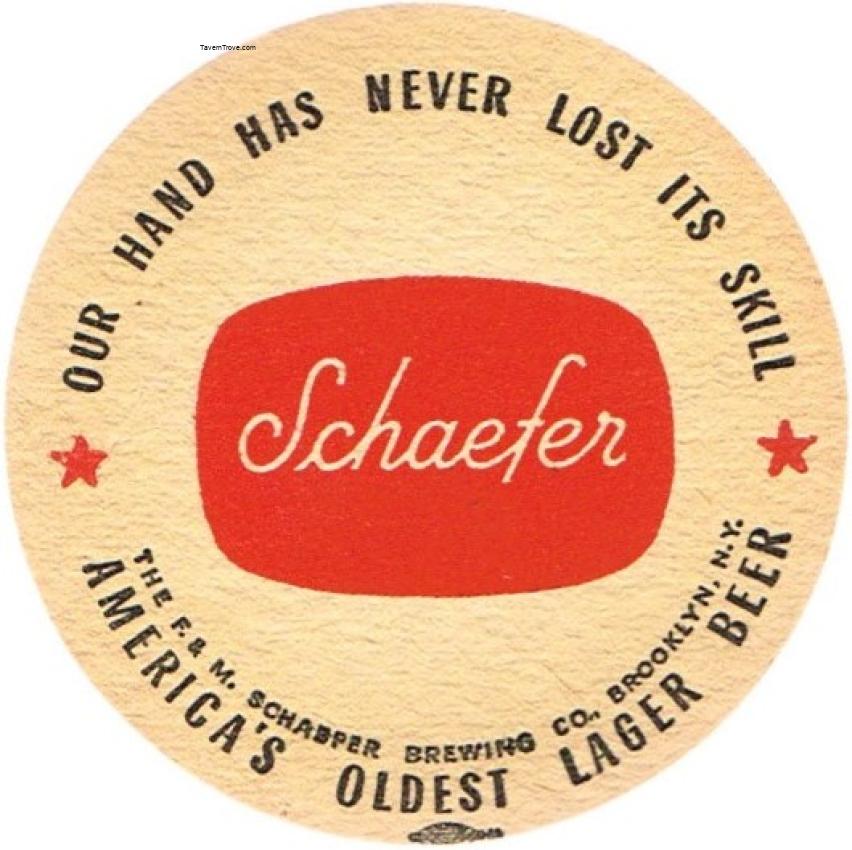 TavernTrove.com
OUR HAND HAS NEVER LOST ITS SKILL
Schaefer
THE F. & M. SCHAEFER BREWING CO., BROOKLYN, N.Y.
AMERICA'S OLDEST LAGER BEER